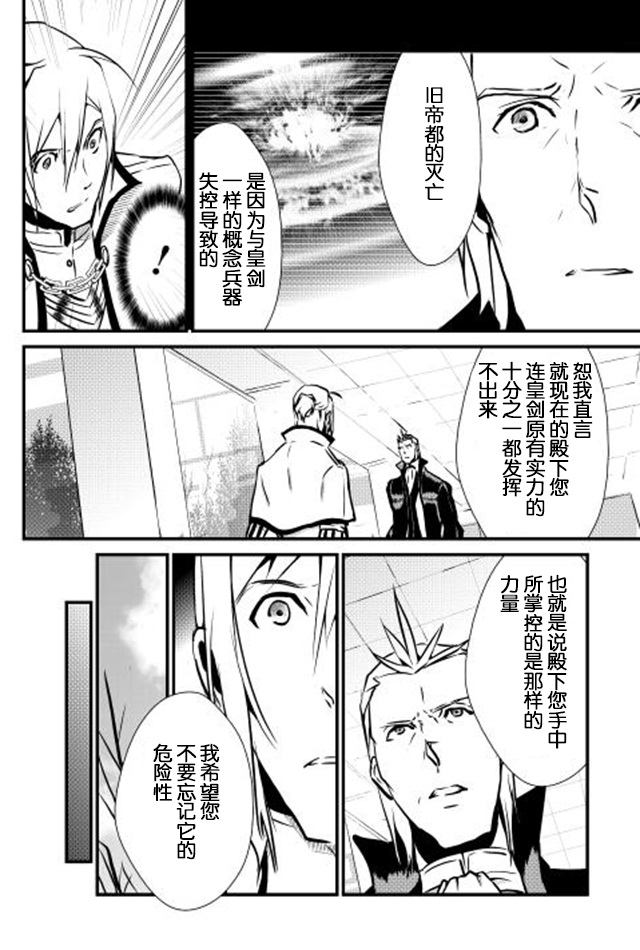 旧帝都的灭亡
是因为与皇剑
一样的概念兵器
失控导致的
！
恕我直言
就现在的殿下您
连皇剑原有实力的
十分之一都发挥
不出来
也就是说殿下您手中
所掌控的是那样的
力量
我希望您
不要忘记它的
危险性